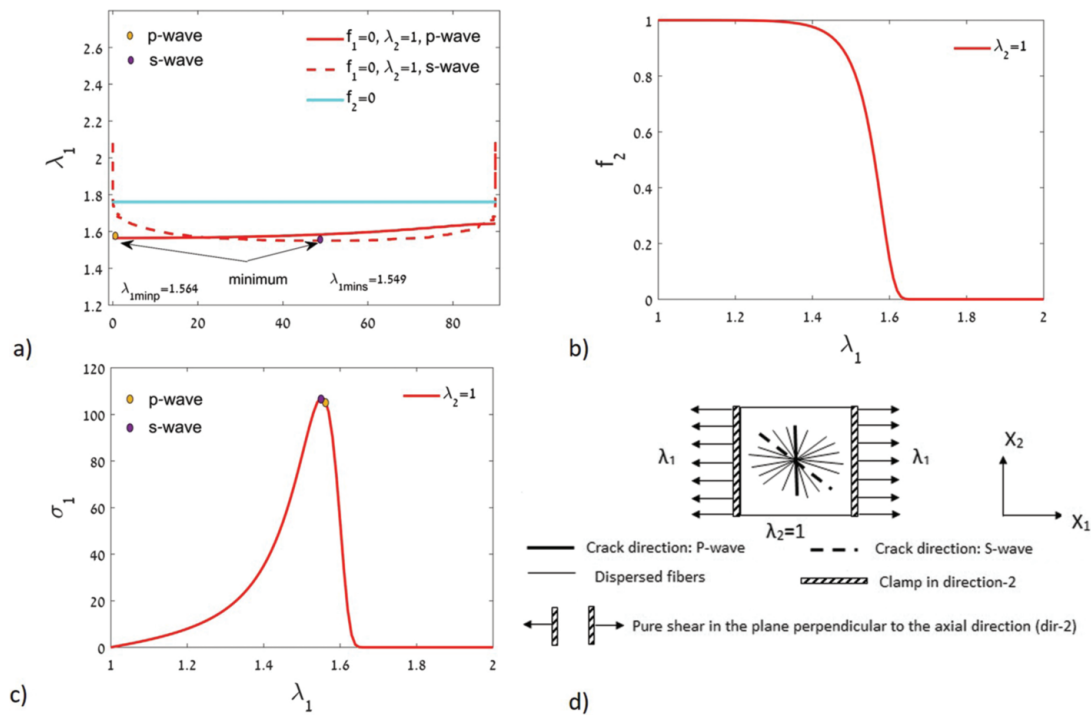 p-wave
s-wave
f₁=0, λ₂=1, p-wave
f₁=0, λ₂=1, s-wave
f₂=0
λ₁
2.6
2.4
2.2
2
1.8
1.6
1.4
1.2
minimum
λ₁minp=1.564
λ₁mins=1.549
0 20 40 60 80
a)
λ₂=1
f₂
1
0.8
0.6
0.4
0.2
0
1 1.2 1.4 1.6 1.8 2
λ₁
b)
p-wave
s-wave
λ₂=1
σ₁
120
100
80
60
40
20
0
1 1.2 1.4 1.6 1.8 2
λ₁
c)
λ₁ λ₁
λ₂=1
X₂
X₁
Crack direction: P-wave Crack direction: S-wave
Dispersed fibers Clamp in direction-2
Pure shear in the plane perpendicular to the axial direction (dir-2)
d)